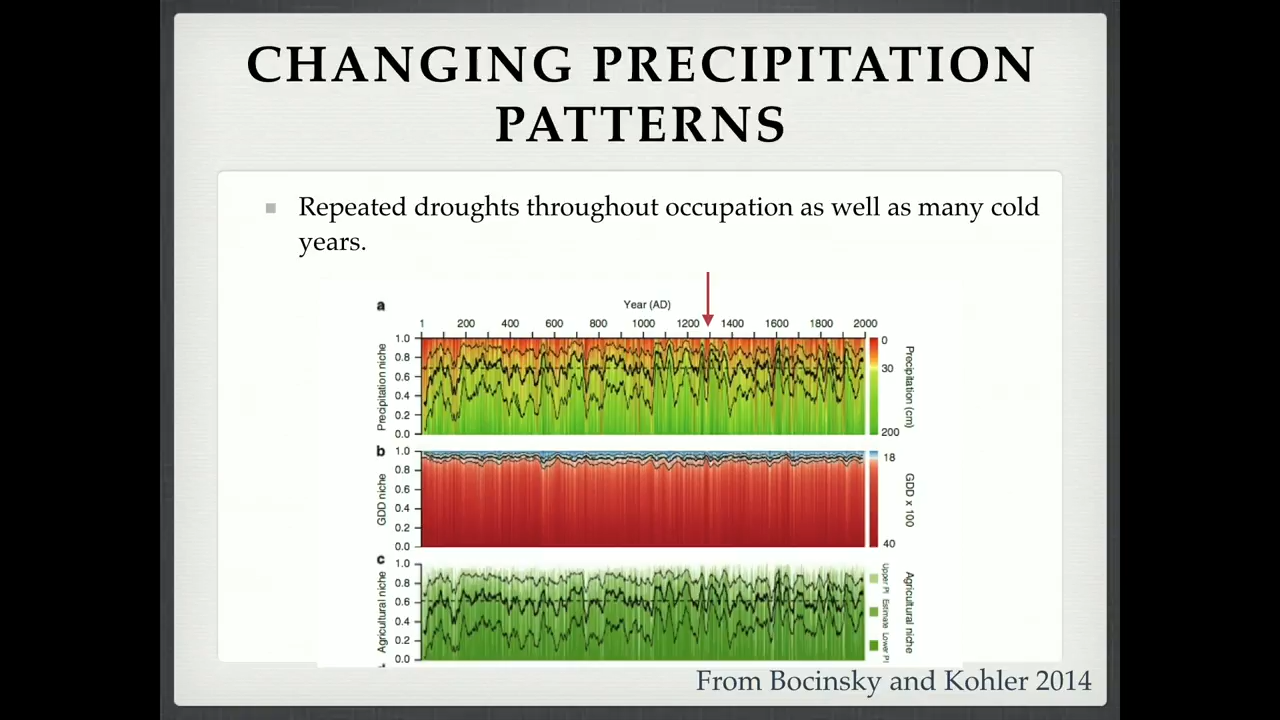 CHANGING PRECIPITATION
PATTERNS
Repeated droughts throughout occupation as well as many cold
years.
a
Year (AD)
1 200 400 600 800 1000 1200 1400 1600 1800 2000
Precipitation niche
1.0
0.8
0.6
0.4
0.2
0.0
0
30
200
Precipitation (cm)
b
GDD niche
1.0
0.8
0.6
0.4
0.2
0.0
18
40
GDD x 100
c
Agricultural niche
1.0
0.8
0.6
0.4
0.2
0.0
Upper PI
Estimate
Lower PI
Agricultural niche
From Bocinsky and Kohler 2014